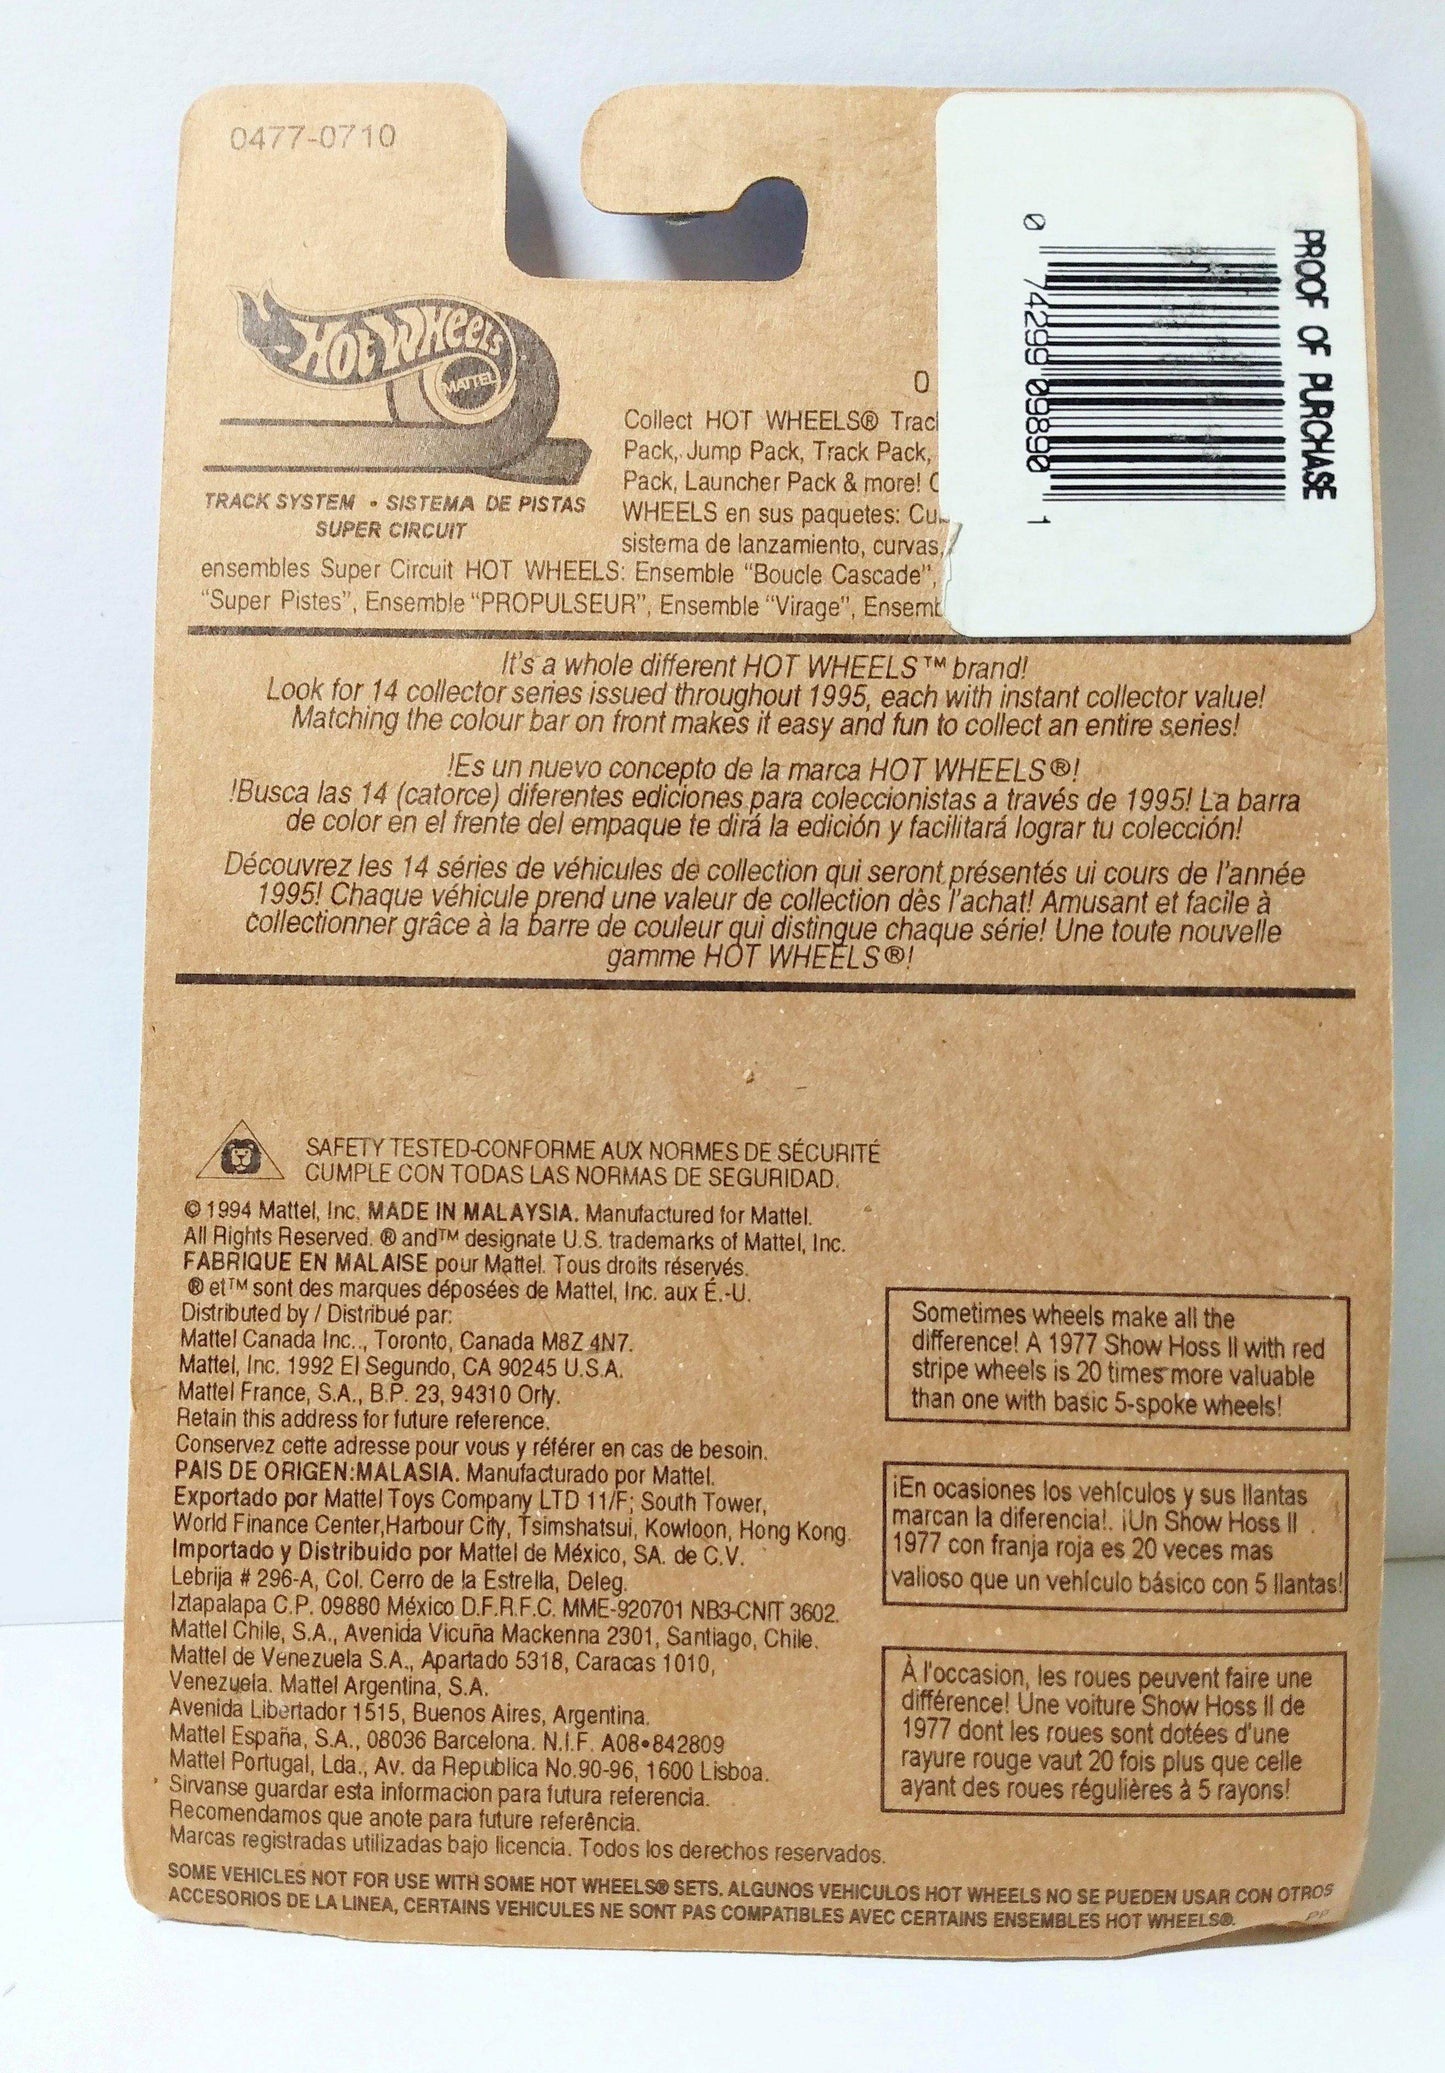 0477-0710
PROOF OF PURCHASE
0 74299 09890 1
HOT WHEELS
MATTEL
TRACK SYSTEM • SISTEMA DE PISTAS
SUPER CIRCUIT
0
Collect HOT WHEELS® Trac
Pack, Jump Pack, Track Pack,
Pack, Launcher Pack & more!
WHEELS en sus paquetes:
sistema de lanzamiento, curvas,
ensembles Super Circuit HOT WHEELS: Ensemble “Boucle Cascade”,
“Super Pistes”, Ensemble “PROPULSEUR”, Ensemble “Virage”, Ensemb
It's a whole different HOT WHEELS™ brand!
Look for 14 collector series issued throughout 1995, each with instant collector value!
Matching the colour bar on front makes it easy and fun to collect an entire series!
!Es un nuevo concepto de la marca HOT WHEELS®!
!Busca las 14 (catorce) diferentes ediciones para coleccionistas a través de 1995! La barra
de color en el frente del empaque te dirá la edición y facilitará lograr tu colección!
Découvrez les 14 séries de véhicules de collection qui seront présentés ui cours de l'année
1995! Chaque véhicule prend une valeur de collection dès l'achat! Amusant et facile à
collectionner grâce à la barre de couleur qui distingue chaque série! Une toute nouvelle
gamme HOT WHEELS®!
SAFETY TESTED-CONFORME AUX NORMES DE SÉCURITÉ
CUMPLE CON TODAS LAS NORMAS DE SEGURIDAD.
© 1994 Mattel, Inc. MADE IN MALAYSIA. Manufactured for Mattel.
All Rights Reserved. ® and™ designate U.S. trademarks of Mattel, Inc.
FABRIQUE EN MALAISE pour Mattel. Tous droits réservés.
® et™ sont des marques déposées de Mattel, Inc. aux É.-U.
Distributed by / Distribué par:
Mattel Canada Inc.., Toronto, Canada M8Z 4N7.
Mattel, Inc. 1992 El Segundo, CA 90245 U.S.A.
Mattel France, S.A., B.P. 23, 94310 Orly.
Retain this address for future reference.
Conservez cette adresse pour vous y référer en cas de besoin.
PAIS DE ORIGEN:MALASIA. Manufacturado por Mattel.
Exportado por Mattel Toys Company LTD 11/F; South Tower,
World Finance Center,Harbour City, Tsimshatsui, Kowloon, Hong Kong.
Importado y Distribuido por Mattel de México, SA. de C.V.
Lebrija # 296-A, Col. Cerro de la Estrella, Deleg.
Iztapalapa C.P. 09880 México D.F.R.F.C. MME-920701 NB3-CNIT 3602.
Mattel Chile, S.A., Avenida Vicuña Mackenna 2301, Santiago, Chile.
Mattel de Venezuela S.A., Apartado 5318, Caracas 1010,
Venezuela. Mattel Argentina, S.A.
Avenida Libertador 1515, Buenos Aires, Argentina.
Mattel España, S.A., 08036 Barcelona. N.I.F. A08•842809
Mattel Portugal, Lda., Av. da Republica No.90-96, 1600 Lisboa.
Sirvanse guardar esta informacion para futura referencia.
Recomendamos que anote para future referência.
Marcas registradas utilizadas bajo licencia. Todos los derechos reservados.
Sometimes wheels make all the
difference! A 1977 Show Hoss II with red
stripe wheels is 20 times more valuable
than one with basic 5-spoke wheels!
¡En ocasiones los vehículos y sus llantas
marcan la diferencia!. ¡Un Show Hoss II
1977 con franja roja es 20 veces mas
valioso que un vehículo básico con 5 llantas!
À l'occasion, les roues peuvent faire une
différence! Une voiture Show Hoss II de
1977 dont les roues sont dotées d'une
rayure rouge vaut 20 fois plus que celle
ayant des roues régulières à 5 rayons!
SOME VEHICLES NOT FOR USE WITH SOME HOT WHEELS® SETS. ALGUNOS VEHICULOS HOT WHEELS NO SE PUEDEN USAR CON OTROS
ACCESORIOS DE LA LINEA, CERTAINS VEHICULES NE SONT PAS COMPATIBLES AVEC CERTAINS ENSEMBLES HOT WHEELS®.
PP